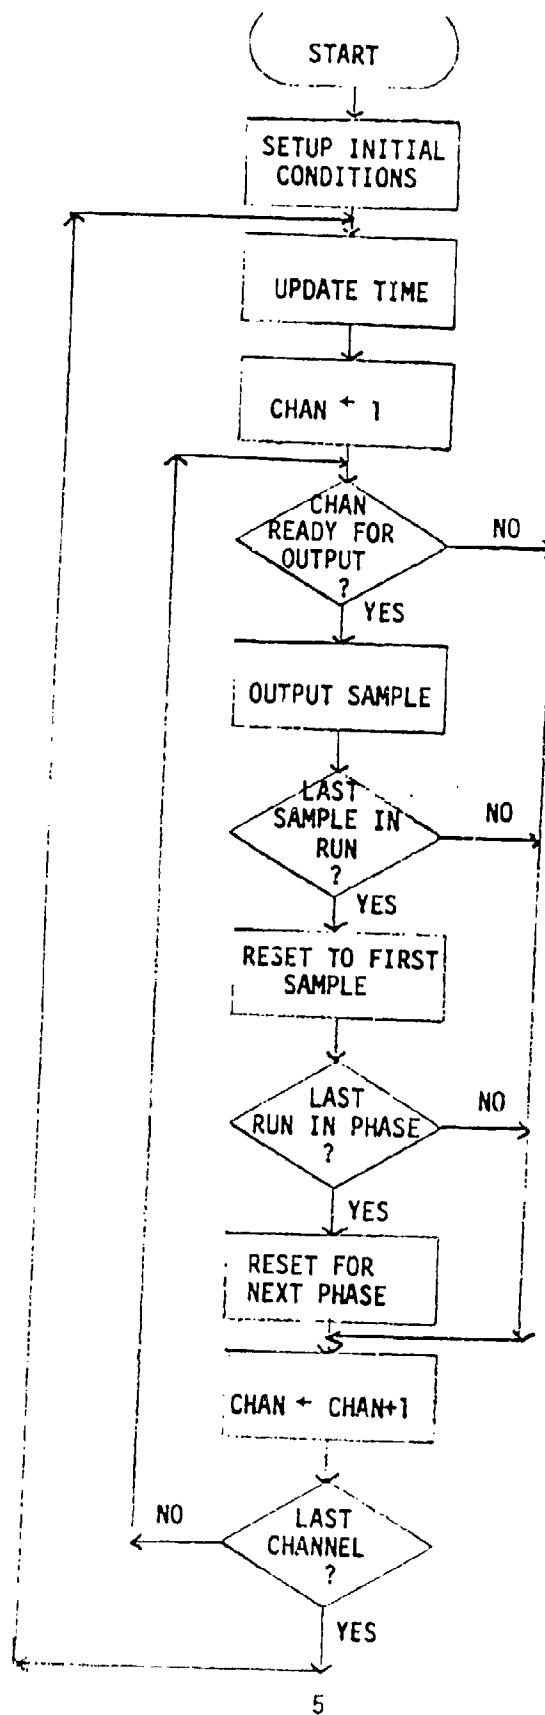 START
SETUP INITIAL
CONDITIONS
UPDATE TIME
CHAN ← 1
CHAN
READY FOR
OUTPUT
?
NO
YES
OUTPUT SAMPLE
LAST
SAMPLE IN
RUN
?
NO
YES
RESET TO FIRST
SAMPLE
LAST
RUN IN PHASE
?
NO
YES
RESET FOR
NEXT PHASE
CHAN ← CHAN+1
LAST
CHANNEL
?
NO
YES
5